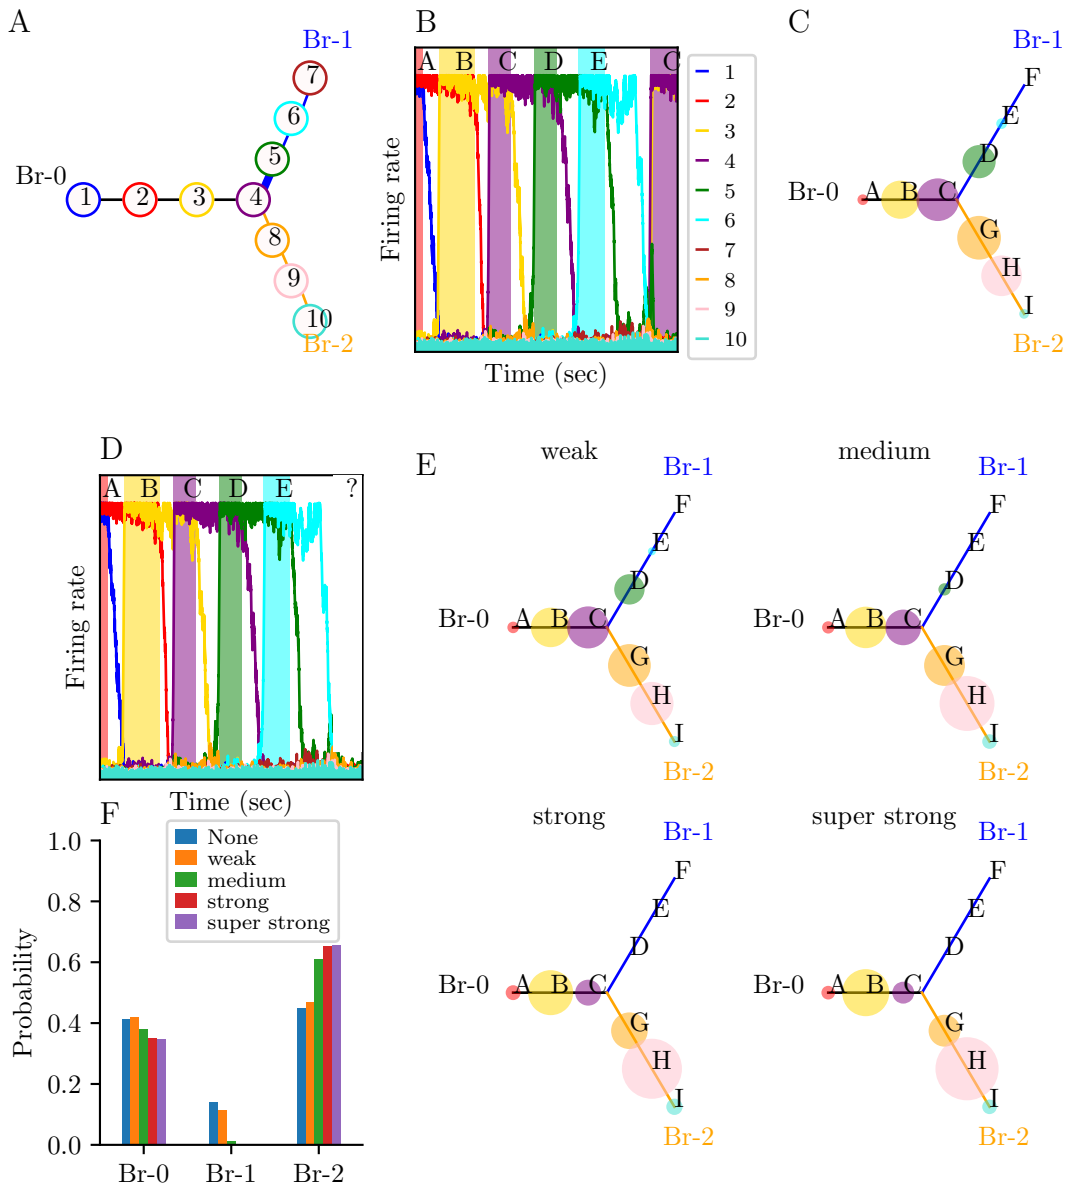 A
Br-1
7
6
5
Br-0
1
2
3
4
8
9
10
Br-2
B
A
B
C
D
E
C
Firing rate
Time (sec)
1
2
3
4
5
6
7
8
9
10
C
Br-1
F
E
D
Br-0
A
B
C
G
H
I
Br-2
D
A
B
C
D
E
?
Firing rate
Time (sec)
E
weak
Br-1
F
E
D
Br-0
A
B
C
G
H
I
Br-2
medium
Br-1
F
E
D
Br-0
A
B
C
G
H
I
Br-2
strong
Br-1
F
E
D
Br-0
A
B
C
G
H
I
Br-2
super strong
Br-1
F
E
D
Br-0
A
B
C
G
H
I
Br-2
F
None
weak
medium
strong
super strong
Probability
1.0
0.8
0.6
0.4
0.2
0.0
Br-0
Br-1
Br-2